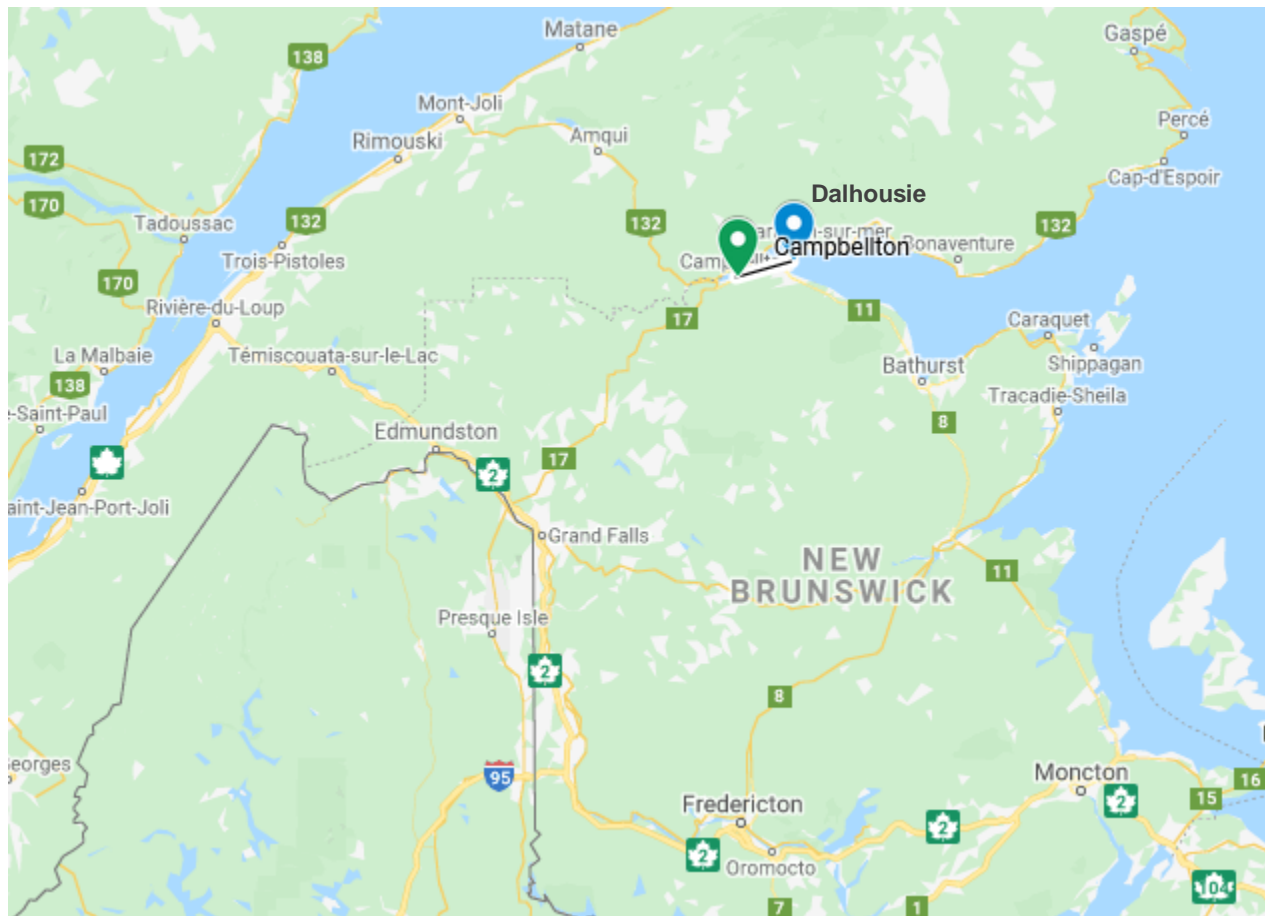 138
Matane
Gaspé
Mont-Joli
Rimouski
Amqui
Percé
Cap-d'Espoir
172
170
Tadoussac
132
Trois-Pistoles
132
Dalhousie
132
Campbellton
Bonaventure
170
Rivière-du-Loup
17
11
Caraquet
La Malbaie
Témiscouata-sur-le-Lac
Bathurst
Shippagan
138
Tracadie-Sheila
e-Saint-Paul
8
Edmundston
2
17
aint-Jean-Port-Joli
Grand Falls
NEW
BRUNSWICK
11
Presque Isle
2
8
eorges
95
Moncton
16
Fredericton
2
15
2
2
Oromocto
104
7
1